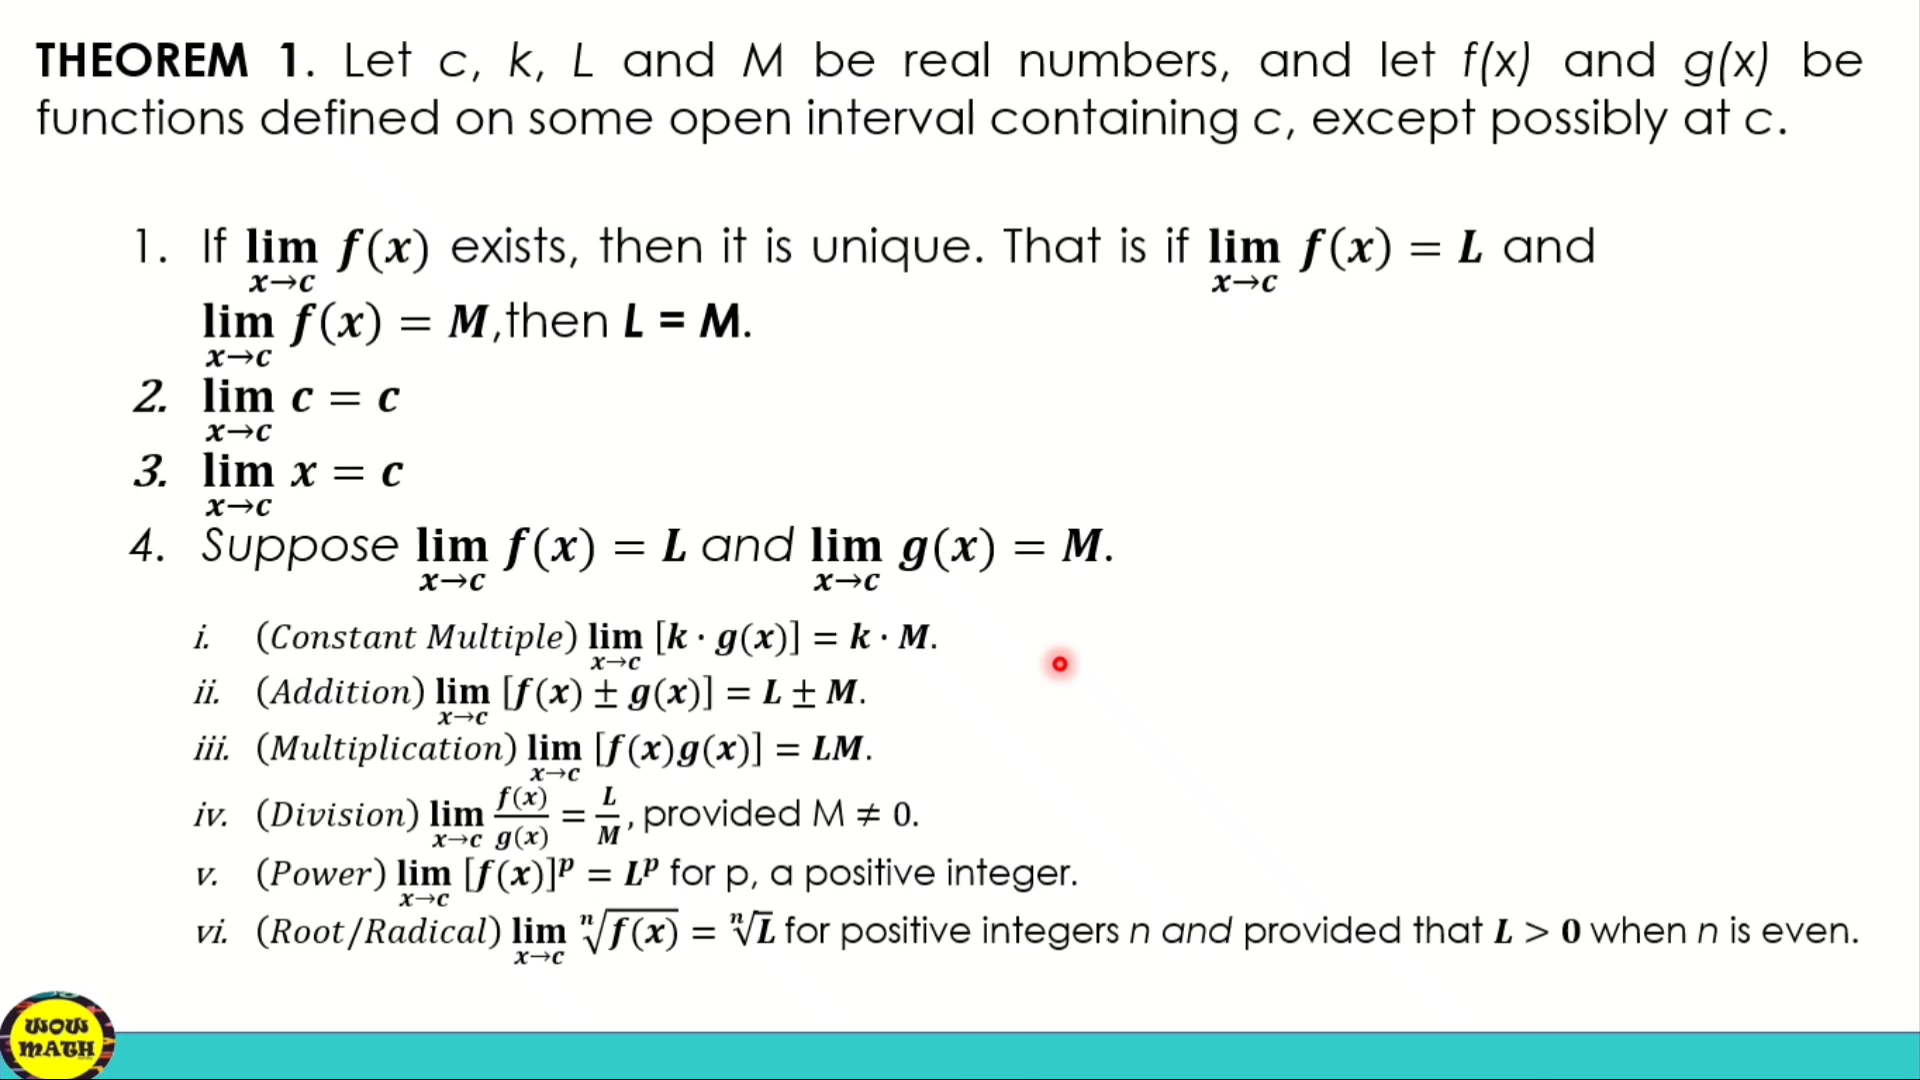 THEOREM 1. Let c, k, L and M be real numbers, and let f(x) and g(x) be
functions defined on some open interval containing c, except possibly at c.
1. If lim x→c f(x) exists, then it is unique. That is if lim x→c f(x) = L and
lim x→c f(x) = M,then L = M.
2. lim x→c c = c
3. lim x→c x = c
4. Suppose lim x→c f(x) = L and lim x→c g(x) = M.
i. (Constant Multiple) lim x→c [k · g(x)] = k · M.
ii. (Addition) lim x→c [f(x) ± g(x)] = L ± M.
iii. (Multiplication) lim x→c [f(x)g(x)] = LM.
iv. (Division) lim x→c f(x)/g(x) = L/M, provided M ≠ 0.
v. (Power) lim x→c [f(x)]ᵖ = Lᵖ for p, a positive integer.
vi. (Root/Radical) lim x→c ⁿ√f(x) = ⁿ√L for positive integers n and provided that L > 0 when n is even.
WOW
MATH